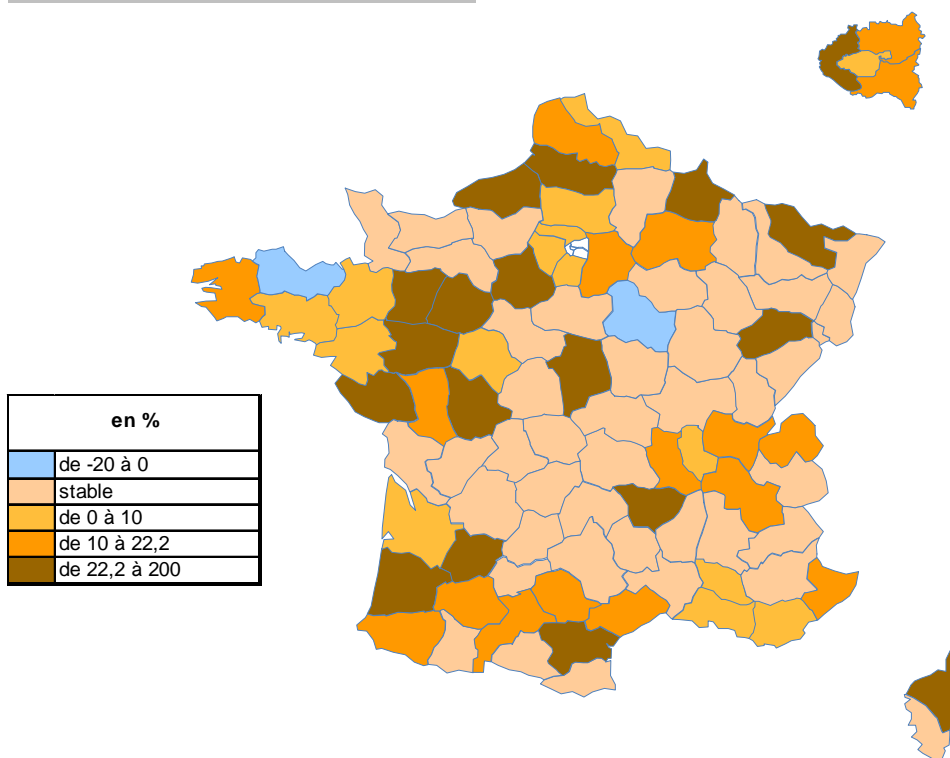 en %
de -20 à 0
stable
de 0 à 10
de 10 à 22,2
de 22,2 à 200